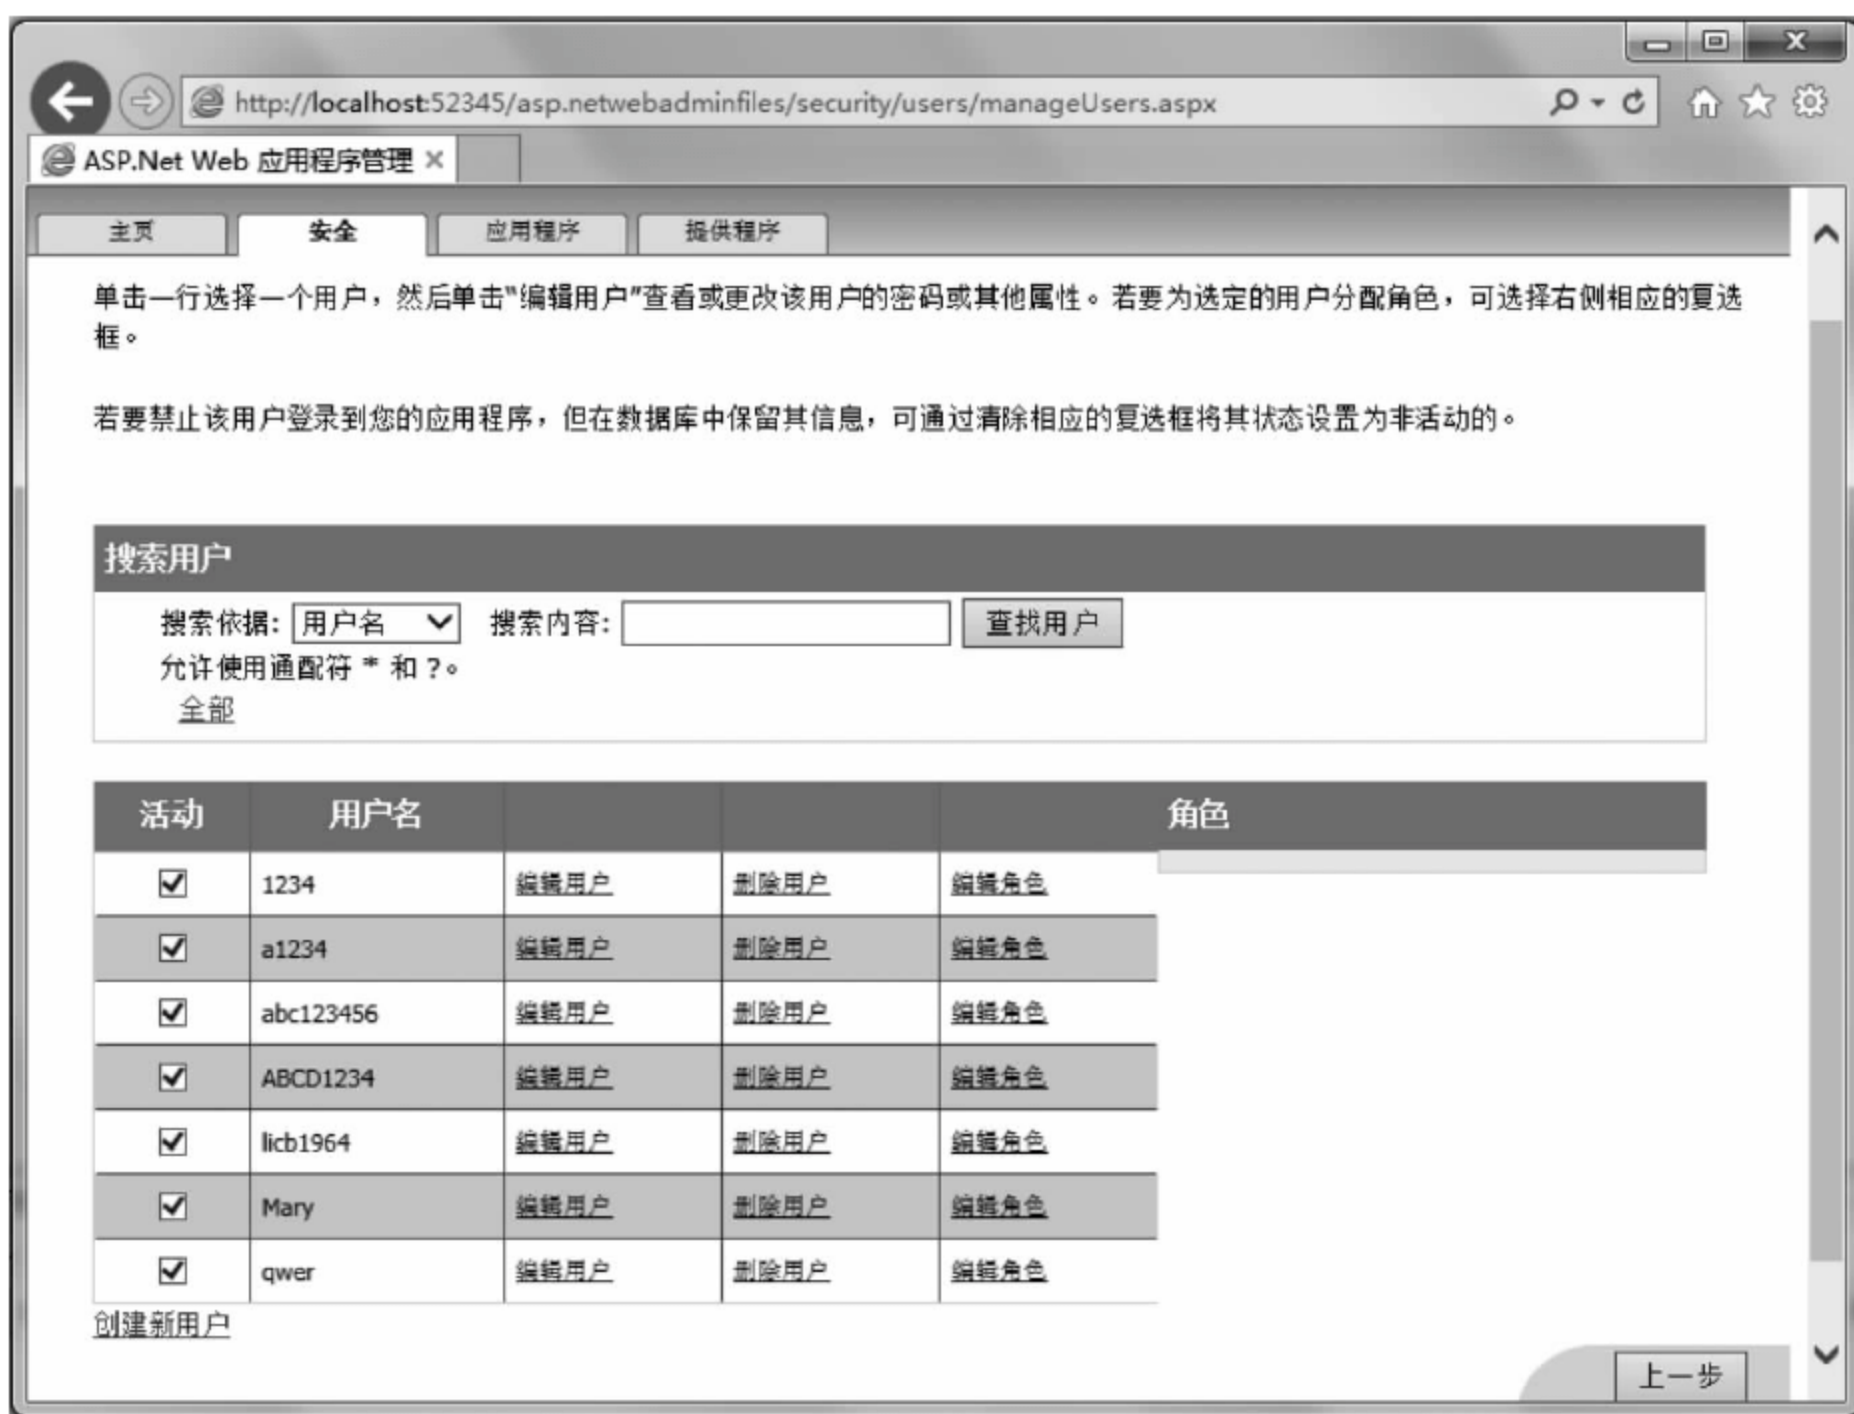 http://localhost:52345/asp.netwebadminfiles/security/users/manageUsers.aspx
ASP.Net Web 应用程序管理
主页 安全 应用程序 提供程序
单击一行选择一个用户，然后单击"编辑用户"查看或更改该用户的密码或其他属性。若要为选定的用户分配角色，可选择右侧相应的复选
框。
若要禁止该用户登录到您的应用程序，但在数据库中保留其信息，可通过清除相应的复选框将其状态设置为非活动的。
搜索用户
搜索依据: 用户名 搜索内容: 查找用户
允许使用通配符 * 和 ?。
全部
活动 用户名 角色
1234 编辑用户 删除用户 编辑角色
a1234 编辑用户 删除用户 编辑角色
abc123456 编辑用户 删除用户 编辑角色
ABCD1234 编辑用户 删除用户 编辑角色
licb1964 编辑用户 删除用户 编辑角色
Mary 编辑用户 删除用户 编辑角色
qwer 编辑用户 删除用户 编辑角色
创建新用户
上一步